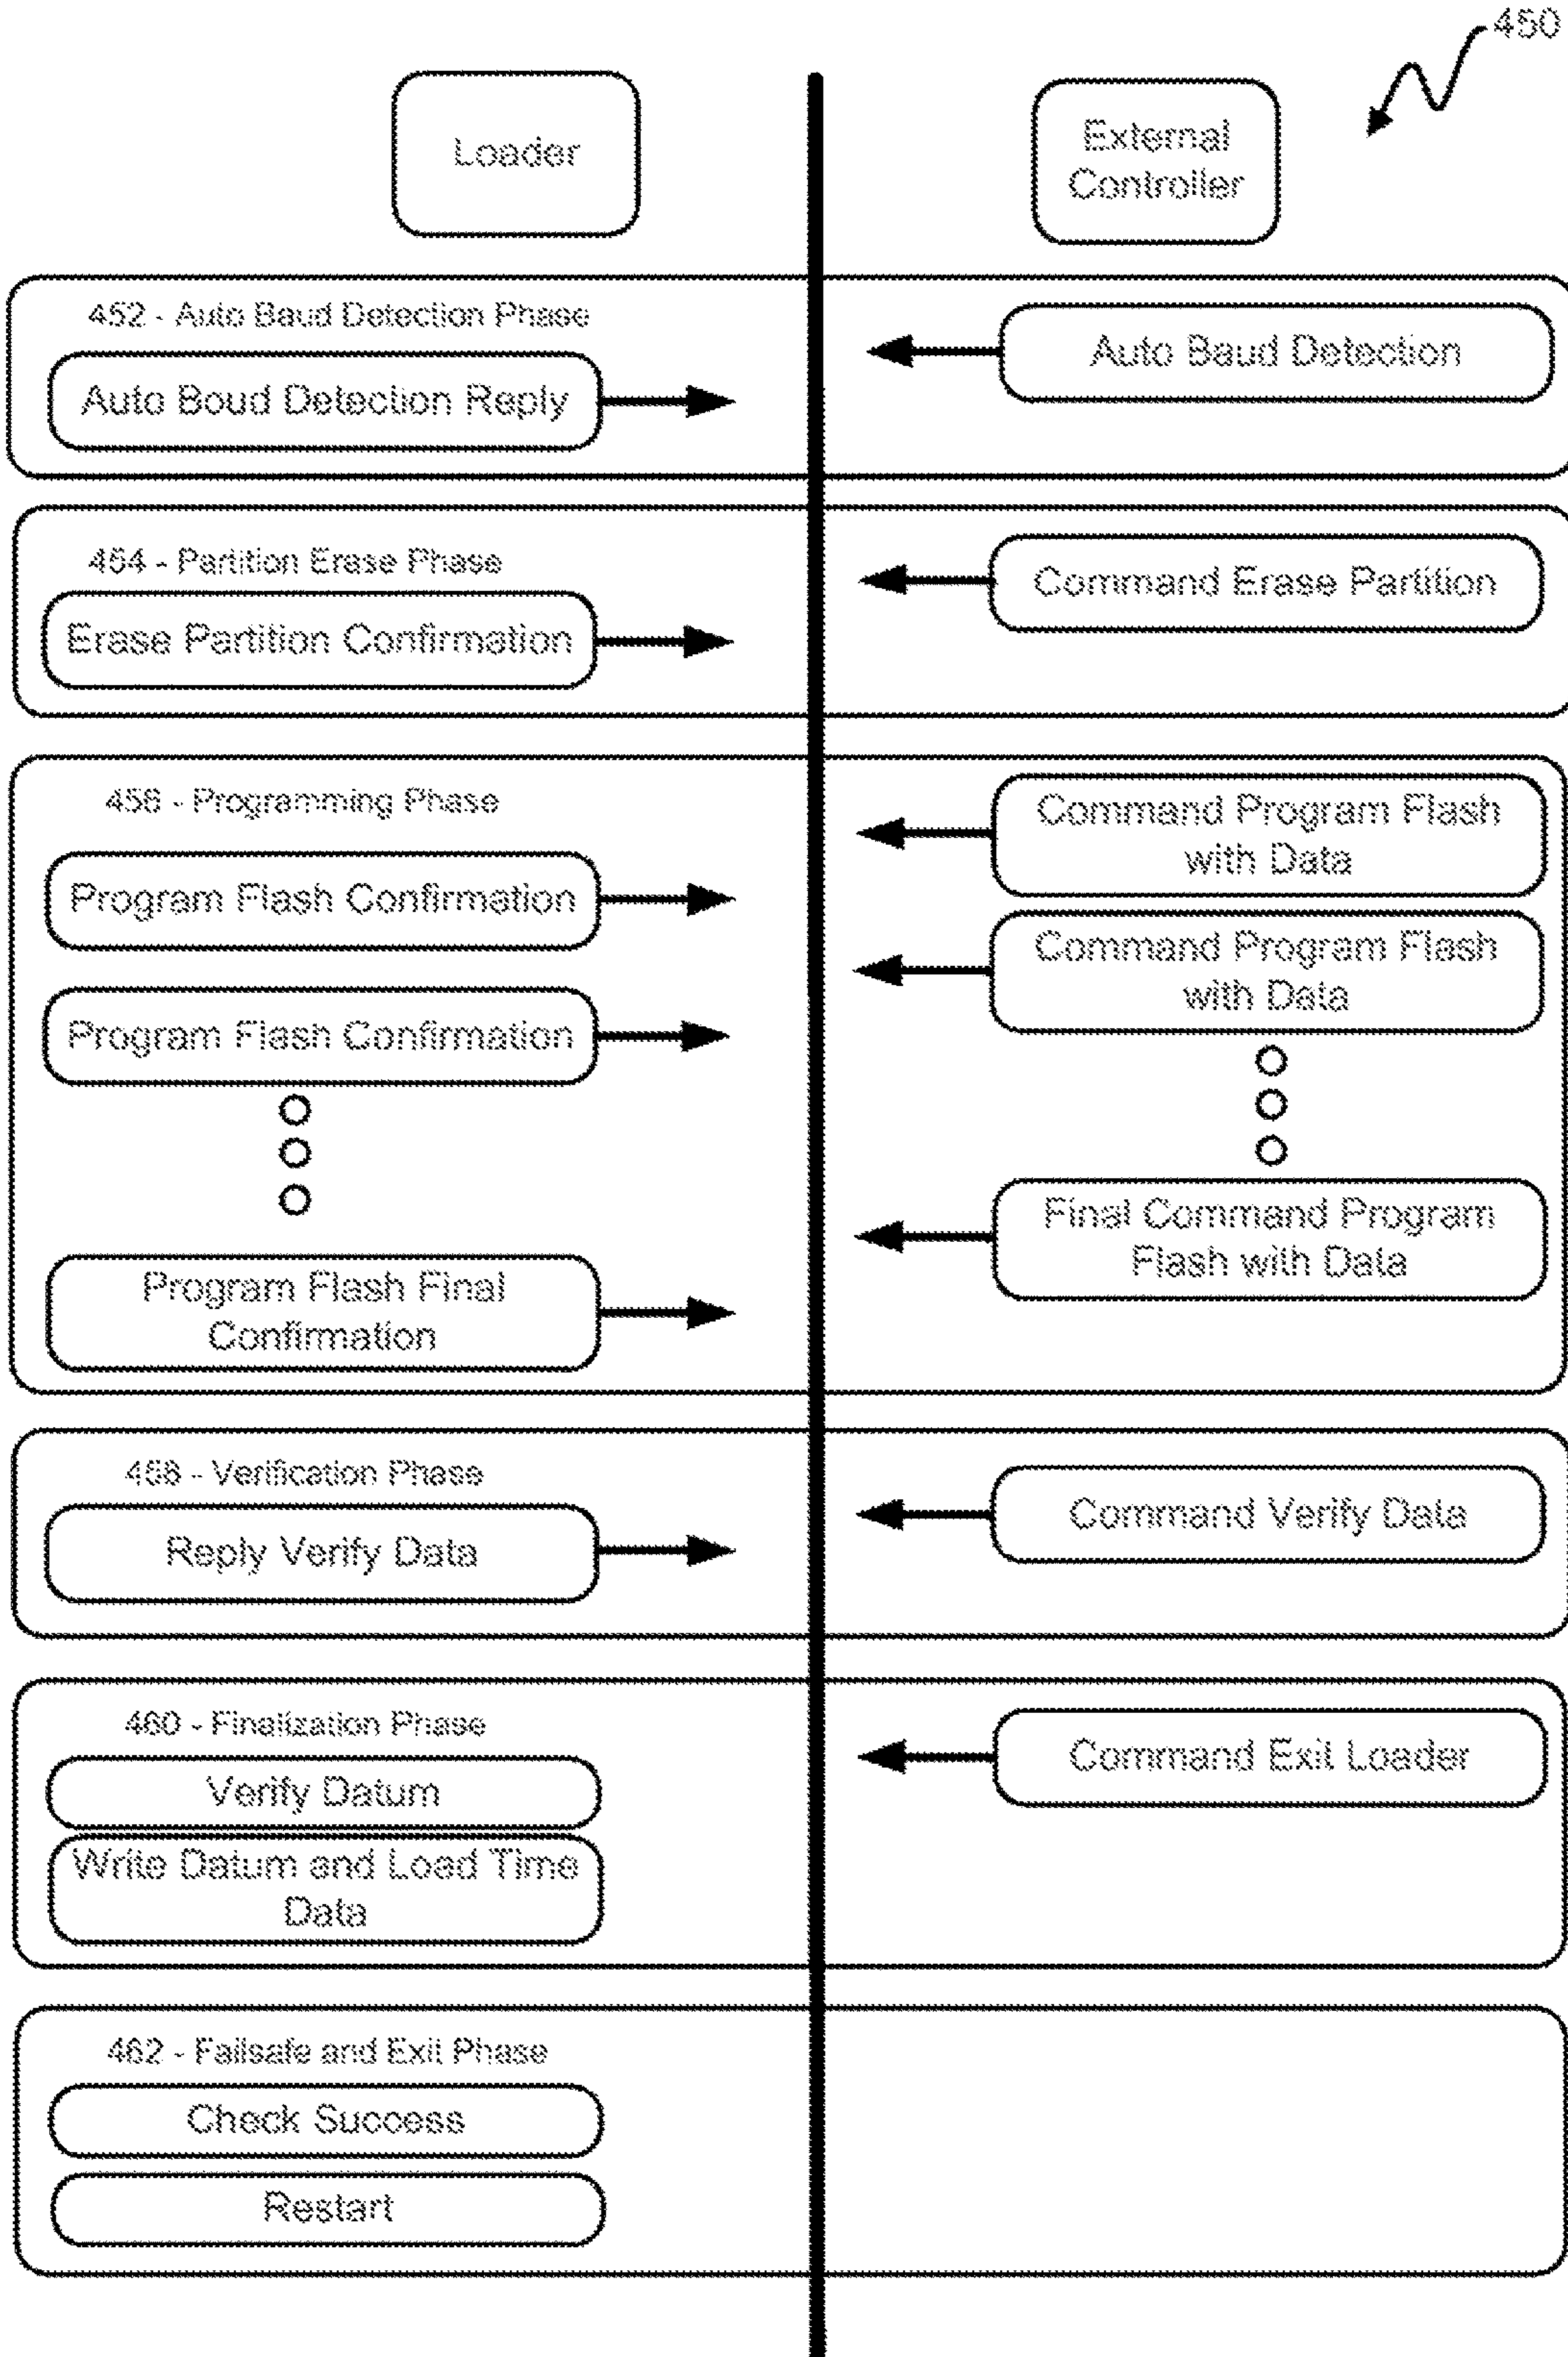 450
Loader
External
Controller
452 - Auto Baud Detection Phase
Auto Baud Detection
Auto Boud Detection Reply
454 - Partition Erase Phase
Command Erase Partition
Erase Partition Confirmation
456 - Programming Phase
Command Program Flash
with Data
Program Flash Confirmation
Command Program Flash
with Data
Program Flash Confirmation
Final Command Program
Flash with Data
Program Flash Final
Confirmation
458 - Verification Phase
Command Verify Data
Reply Verify Data
460 - Finalization Phase
Command Exit Loader
Verify Datum
Write Datum and Load Time
Data
462 - Failsafe and Exit Phase
Check Success
Restart